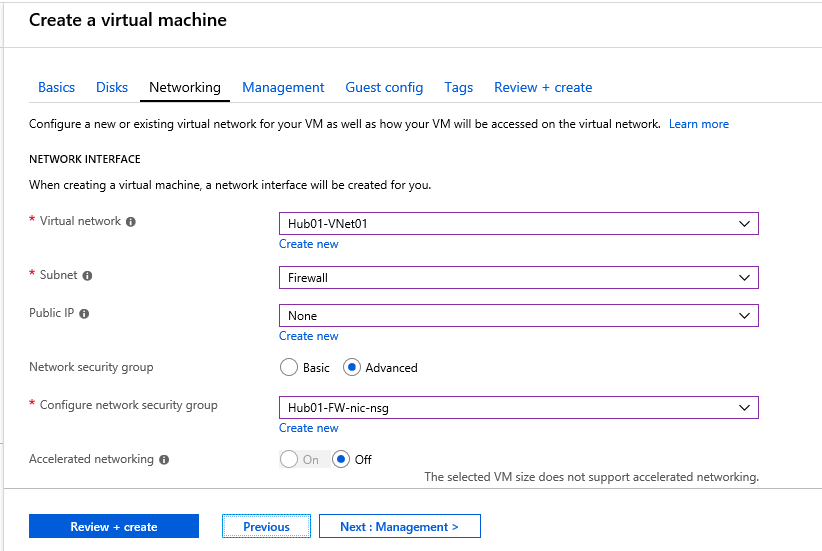 Create a virtual machine
Basics Disks Networking Management Guest config Tags Review + create
Configure a new or existing virtual network for your VM as well as how your VM will be accessed on the virtual network. Learn more
NETWORK INTERFACE
When creating a virtual machine, a network interface will be created for you.
* Virtual network Hub01-VNet01
Create new
* Subnet Firewall
Public IP None
Create new
Network security group Basic Advanced
* Configure network security group Hub01-FW-nic-nsg
Create new
Accelerated networking On Off
The selected VM size does not support accelerated networking.
Review + create Previous Next : Management >